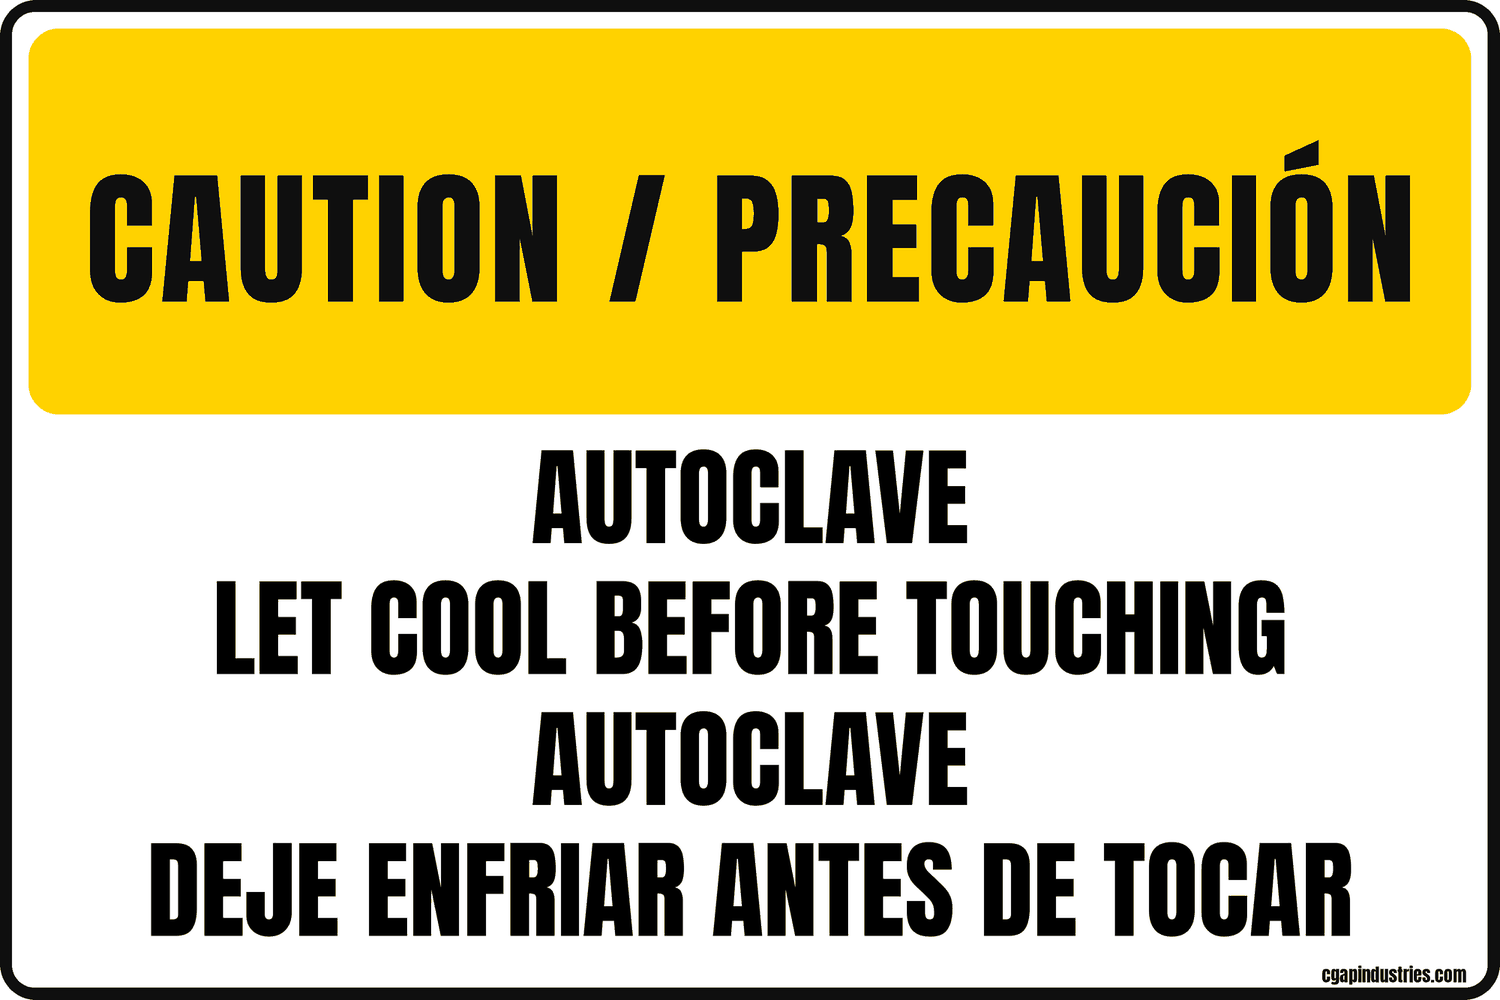 CAUTION / PRECAUCIÓN
AUTOCLAVE
LET COOL BEFORE TOUCHING
AUTOCLAVE
DEJE ENFRIAR ANTES DE TOCAR
cgapindustries.com